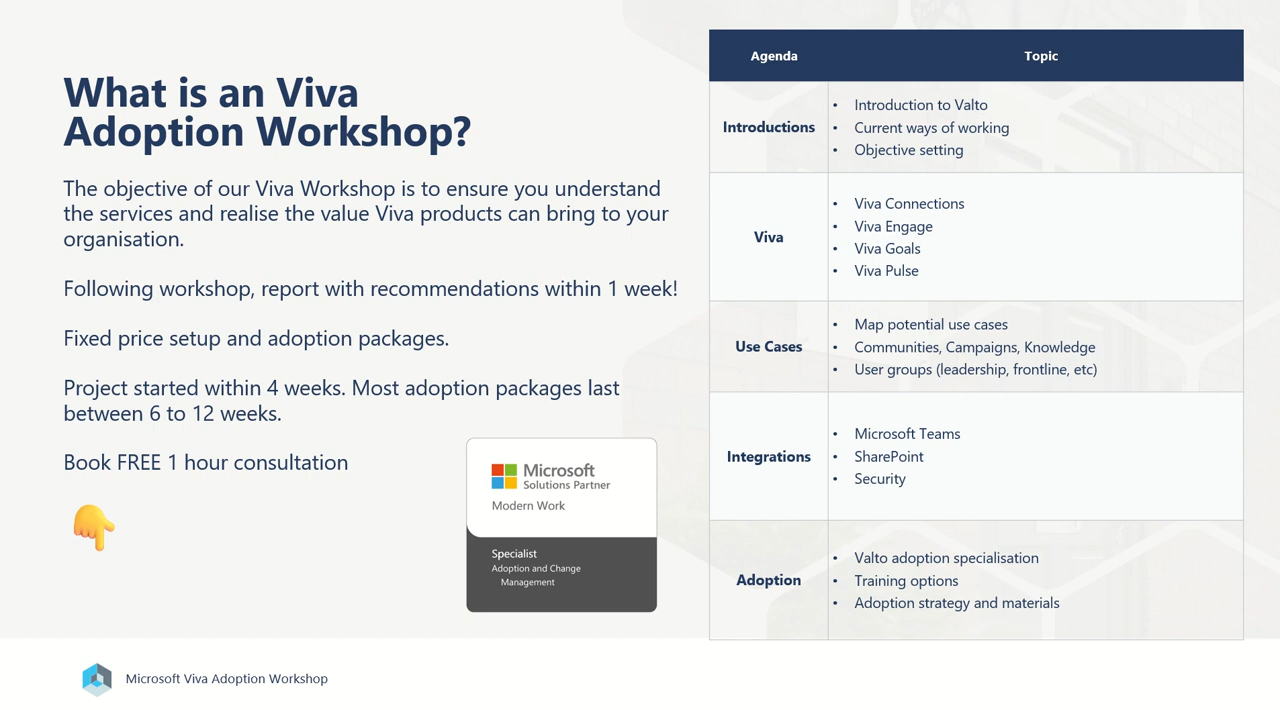 What is an Viva
Adoption Workshop?
The objective of our Viva Workshop is to ensure you understand
the services and realise the value Viva products can bring to your
organisation.
Following workshop, report with recommendations within 1 week!
Fixed price setup and adoption packages.
Project started within 4 weeks. Most adoption packages last
between 6 to 12 weeks.
Book FREE 1 hour consultation
Microsoft
Solutions Partner
Modern Work
Specialist
Adoption and Change
Management
Agenda Topic
Introductions
• Introduction to Valto
• Current ways of working
• Objective setting
Viva
• Viva Connections
• Viva Engage
• Viva Goals
• Viva Pulse
Use Cases
• Map potential use cases
• Communities, Campaigns, Knowledge
• User groups (leadership, frontline, etc)
Integrations
• Microsoft Teams
• SharePoint
• Security
Adoption
• Valto adoption specialisation
• Training options
• Adoption strategy and materials
Microsoft Viva Adoption Workshop